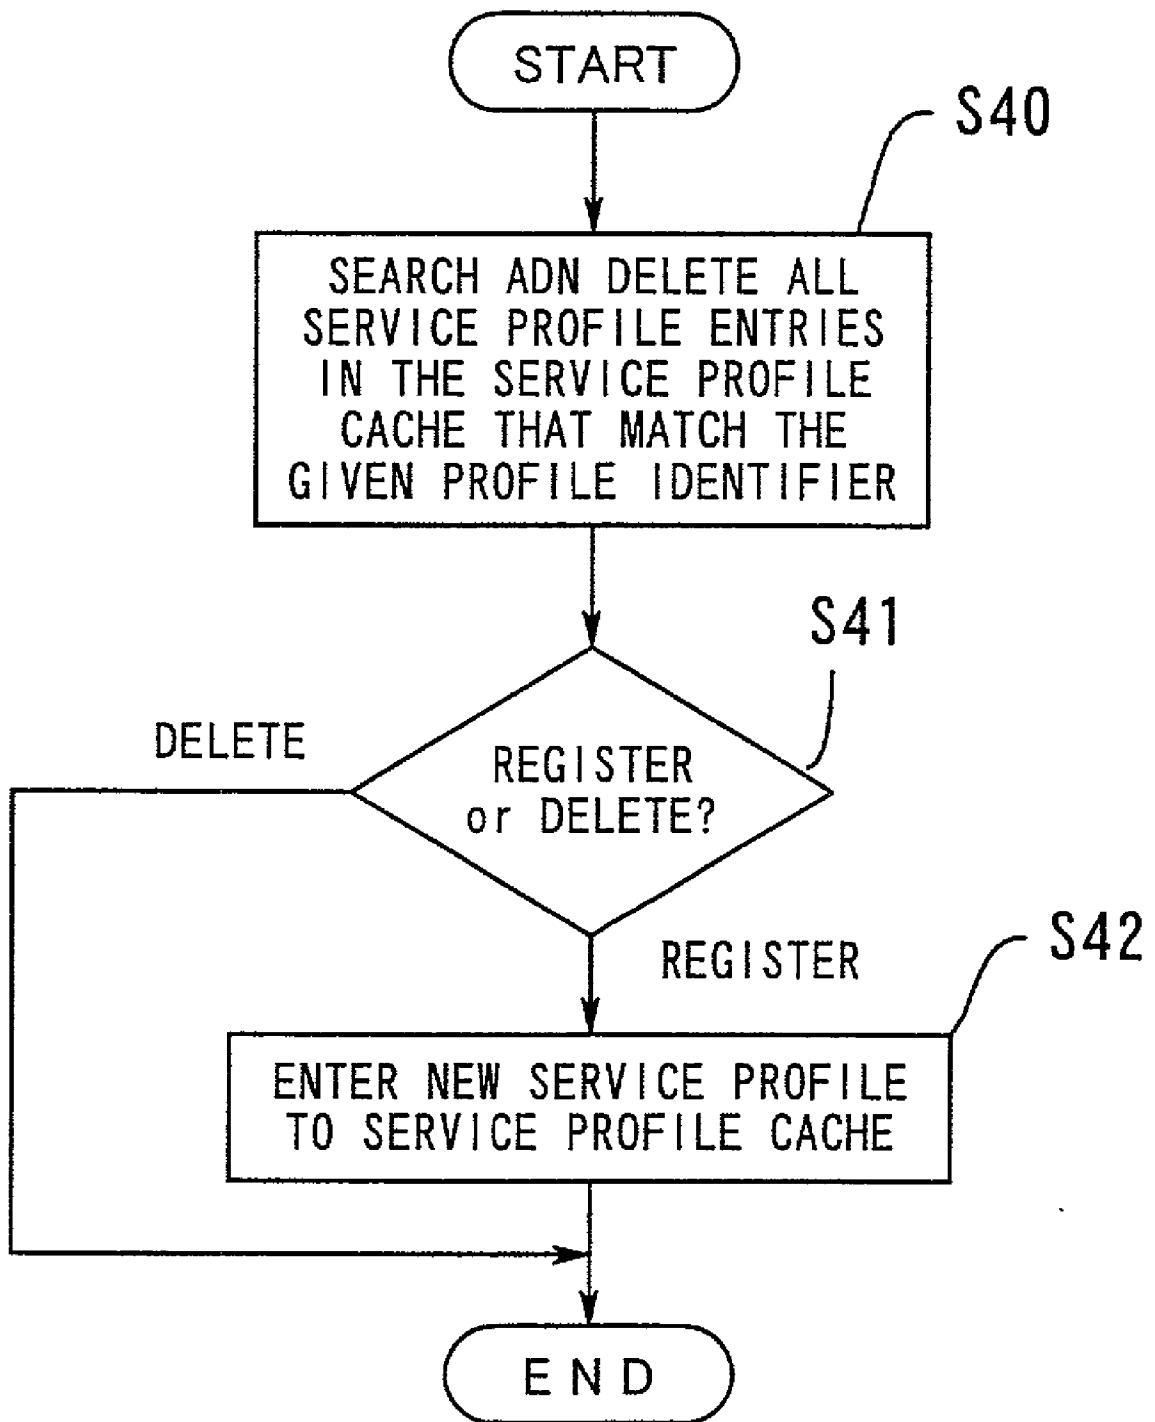 START
S40
SEARCH ADN DELETE ALL
SERVICE PROFILE ENTRIES
IN THE SERVICE PROFILE
CACHE THAT MATCH THE
GIVEN PROFILE IDENTIFIER
S41
DELETE
REGISTER
or DELETE?
REGISTER
S42
ENTER NEW SERVICE PROFILE
TO SERVICE PROFILE CACHE
END